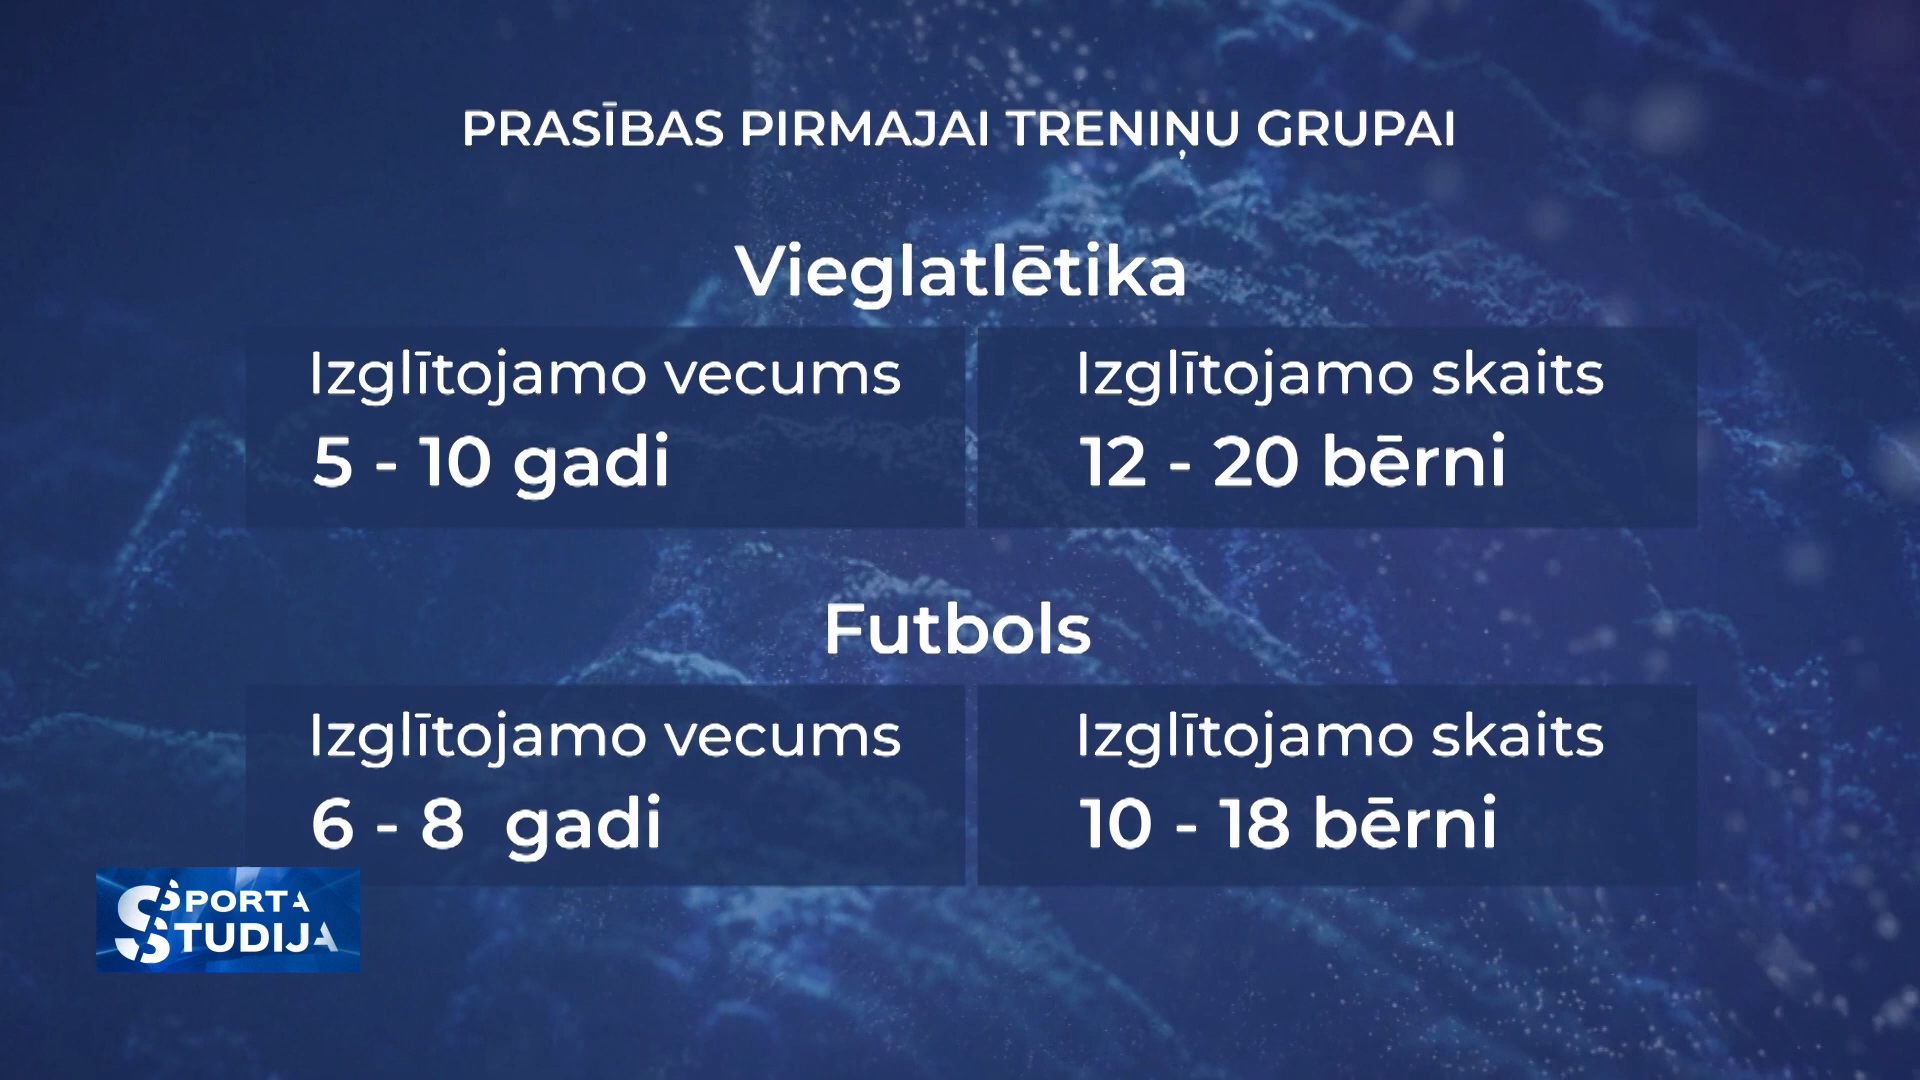 PRASĪBAS PIRMAJAI TRENIŅU GRUPAI
Vieglatlētika
Izglītojamo vecums
5 - 10 gadi
Izglītojamo skaits
12 - 20 bērni
Futbols
Izglītojamo vecums
6 - 8 gadi
Izglītojamo skaits
10 - 18 bērni
SPORTA
STUDIJA